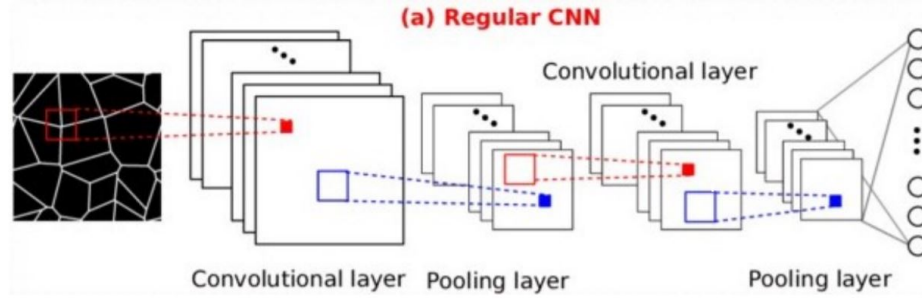 (a) Regular CNN
Convolutional layer
Convolutional layer
Pooling layer
Pooling layer